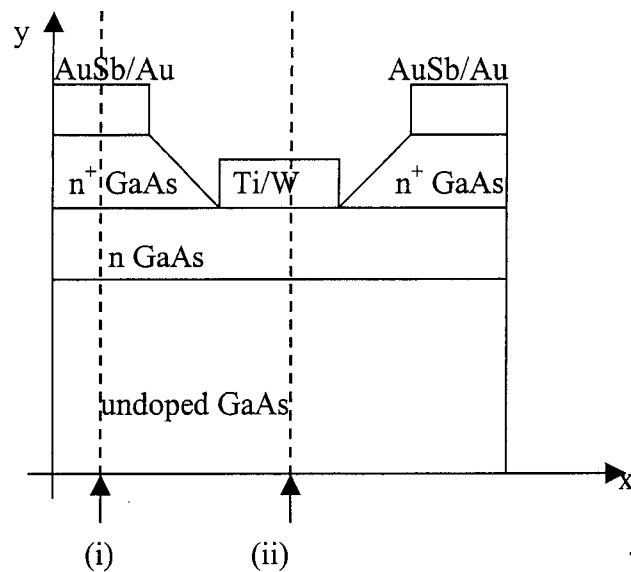 y
AuSb/Au AuSb/Au
n⁺ GaAs Ti/W n⁺ GaAs
n GaAs
undoped GaAs
x
(i) (ii)